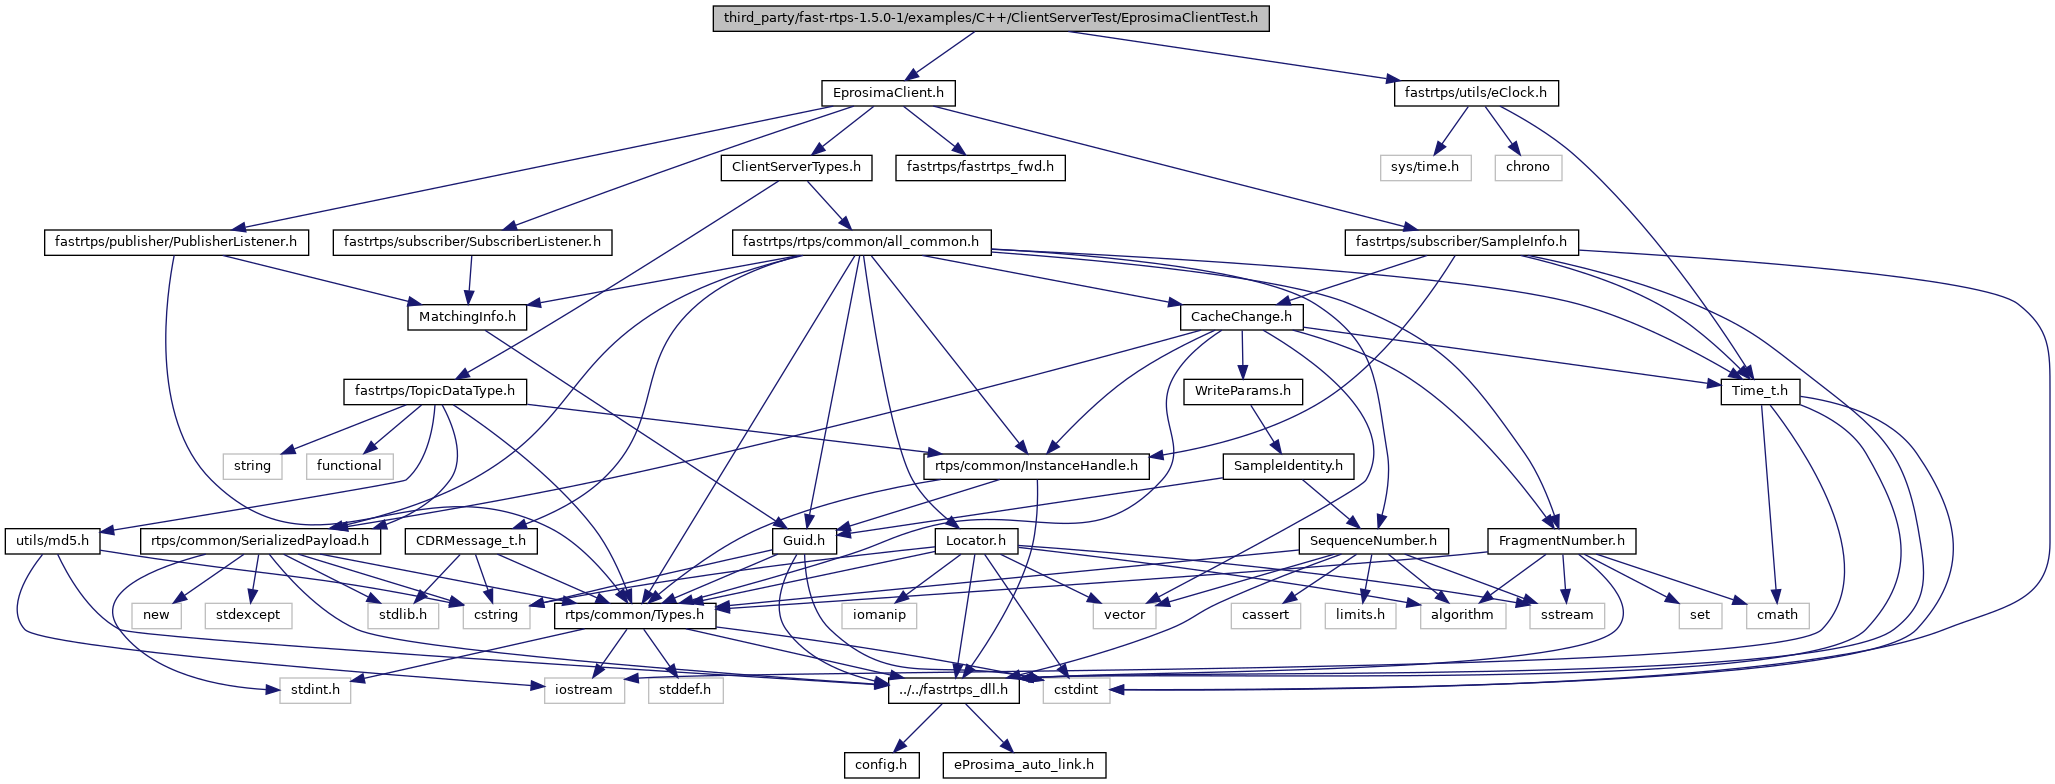 third_party/fast-rtps-1.5.0-1/examples/C++/ClientServerTest/EprosimaClientTest.h
EprosimaClient.h
fastrtps/utils/eClock.h
ClientServerTypes.h
fastrtps/fastrtps_fwd.h
sys/time.h
chrono
fastrtps/publisher/PublisherListener.h
fastrtps/subscriber/SubscriberListener.h
fastrtps/rtps/common/all_common.h
fastrtps/subscriber/SampleInfo.h
MatchingInfo.h
CacheChange.h
fastrtps/TopicDataType.h
WriteParams.h
Time_t.h
string
functional
rtps/common/InstanceHandle.h
SampleIdentity.h
utils/md5.h
rtps/common/SerializedPayload.h
CDRMessage_t.h
Guid.h
Locator.h
SequenceNumber.h
FragmentNumber.h
new
stdexcept
stdlib.h
cstring
rtps/common/Types.h
iomanip
vector
cassert
limits.h
algorithm
sstream
set
cmath
stdint.h
iostream
stddef.h
../../fastrtps_dll.h
cstdint
config.h
eProsima_auto_link.h